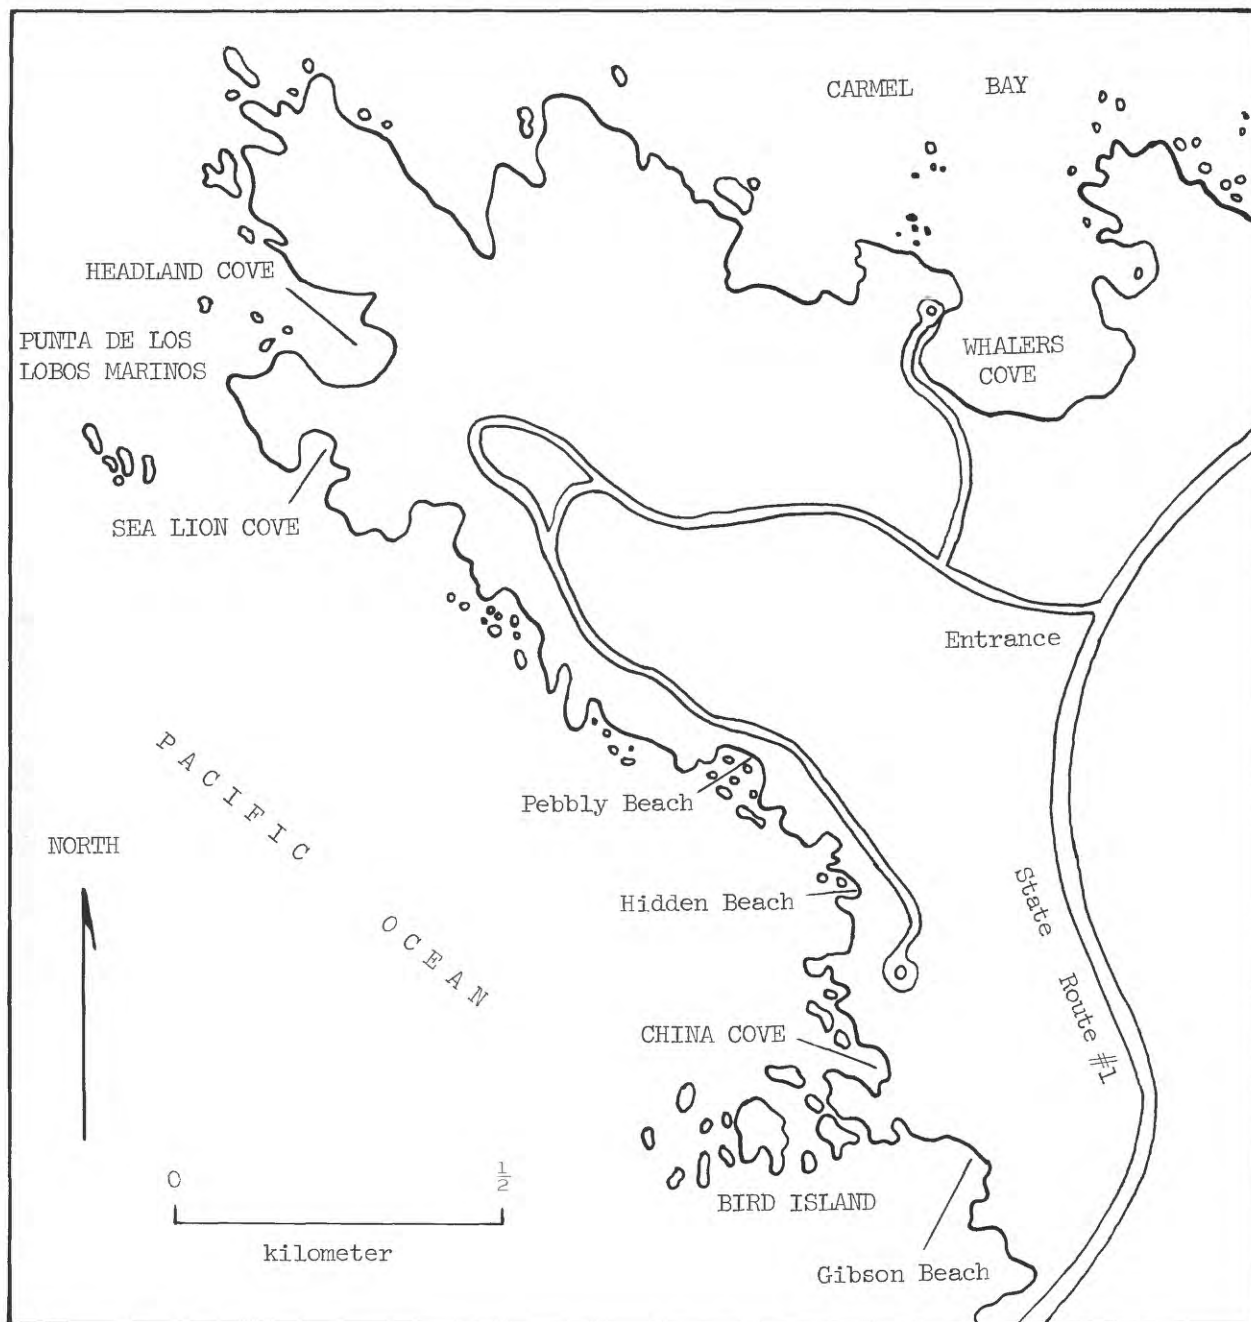 CARMEL BAY
HEADLAND COVE
PUNTA DE LOS
LOBOS MARINOS
WHALERS
COVE
SEA LION COVE
Entrance
PACIFIC
OCEAN
Pebbly Beach
NORTH
Hidden Beach
State Route #1
CHINA COVE
0 1/2
kilometer
BIRD ISLAND
Gibson Beach